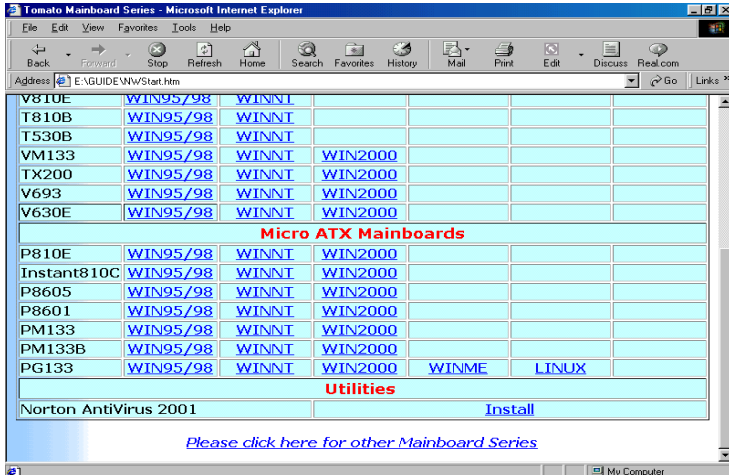 Tomato Mainboard Series - Microsoft Internet Explorer
File Edit View Favorites Tools Help
Back Forward Stop Refresh Home Search Favorites History Mail Print Edit Discuss Real.com
Address E:\GUIDE\NWStart.htm Go Links »
V810E WIN95/98 WINNT
T810B WIN95/98 WINNT
T530B WIN95/98 WINNT
VM133 WIN95/98 WINNT WIN2000
TX200 WIN95/98 WINNT WIN2000
V693 WIN95/98 WINNT WIN2000
V630E WIN95/98 WINNT WIN2000
Micro ATX Mainboards
P810E WIN95/98 WINNT WIN2000
Instant810C WIN95/98 WINNT WIN2000
P8605 WIN95/98 WINNT WIN2000
P8601 WIN95/98 WINNT WIN2000
PM133 WIN95/98 WINNT WIN2000
PM133B WIN95/98 WINNT WIN2000
PG133 WIN95/98 WINNT WIN2000 WINME LINUX
Utilities
Norton AntiVirus 2001 Install
Please click here for other Mainboard Series
My Computer